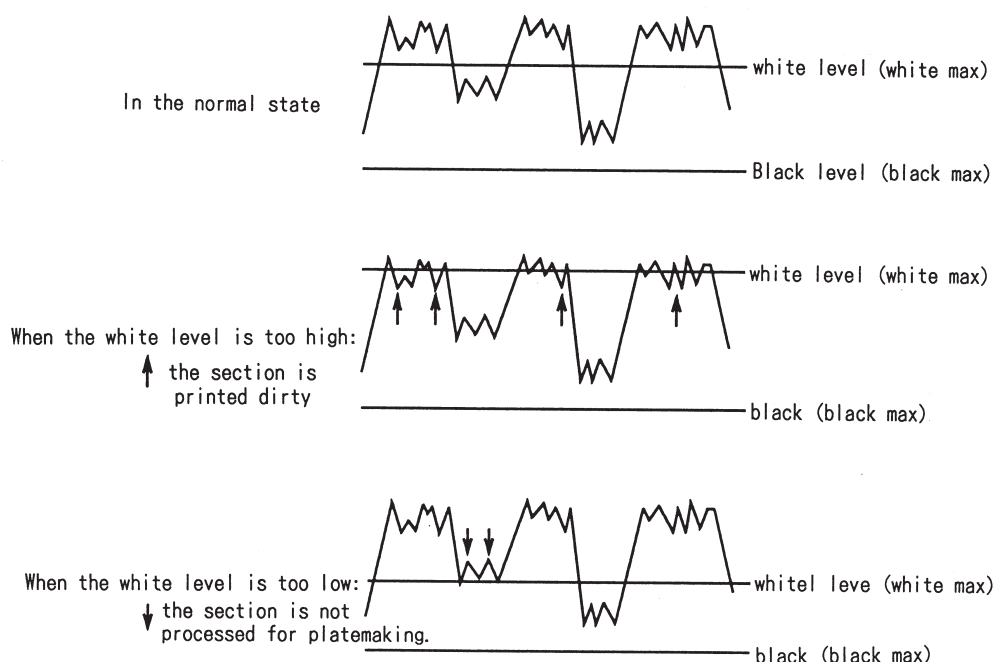 white level (white max)
In the normal state
Black level (black max)
white level (white max)
When the white level is too high:
the section is
printed dirty
black (black max)
When the white level is too low:
whitel leve (white max)
the section is not
processed for platemaking.
black (black max)